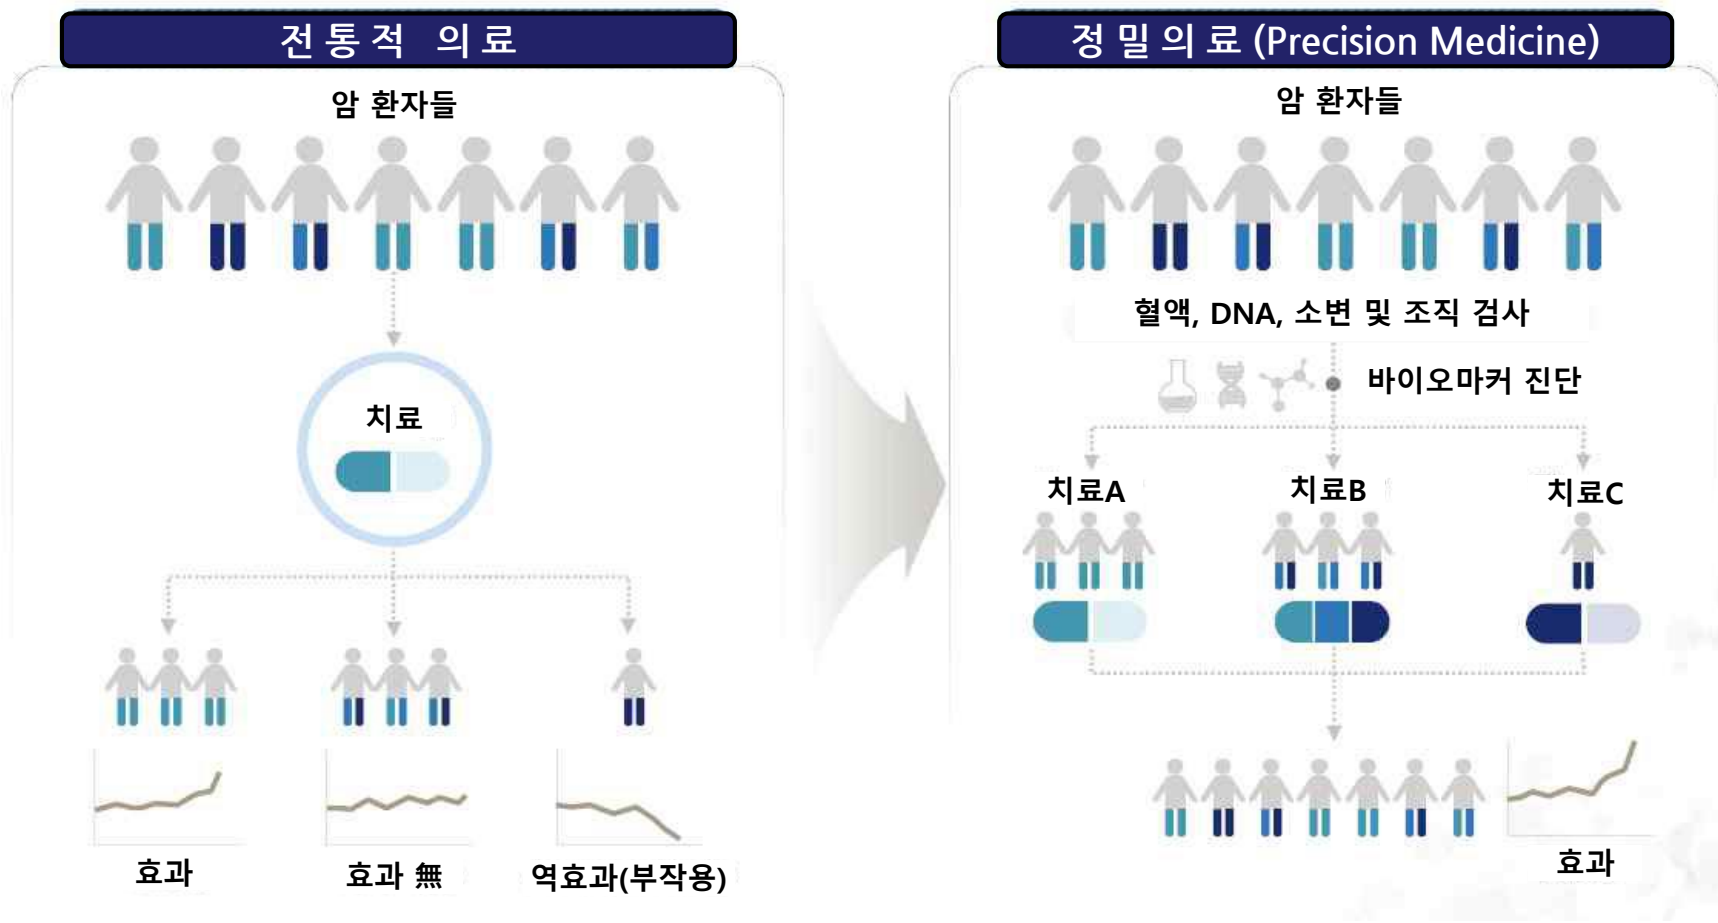 전통적 의료
암 환자들
치료
효과
효과 無
역효과(부작용)
정밀의료(Precision Medicine)
암 환자들
혈액, DNA, 소변 및 조직 검사
바이오마커 진단
치료A
치료B
치료C
효과